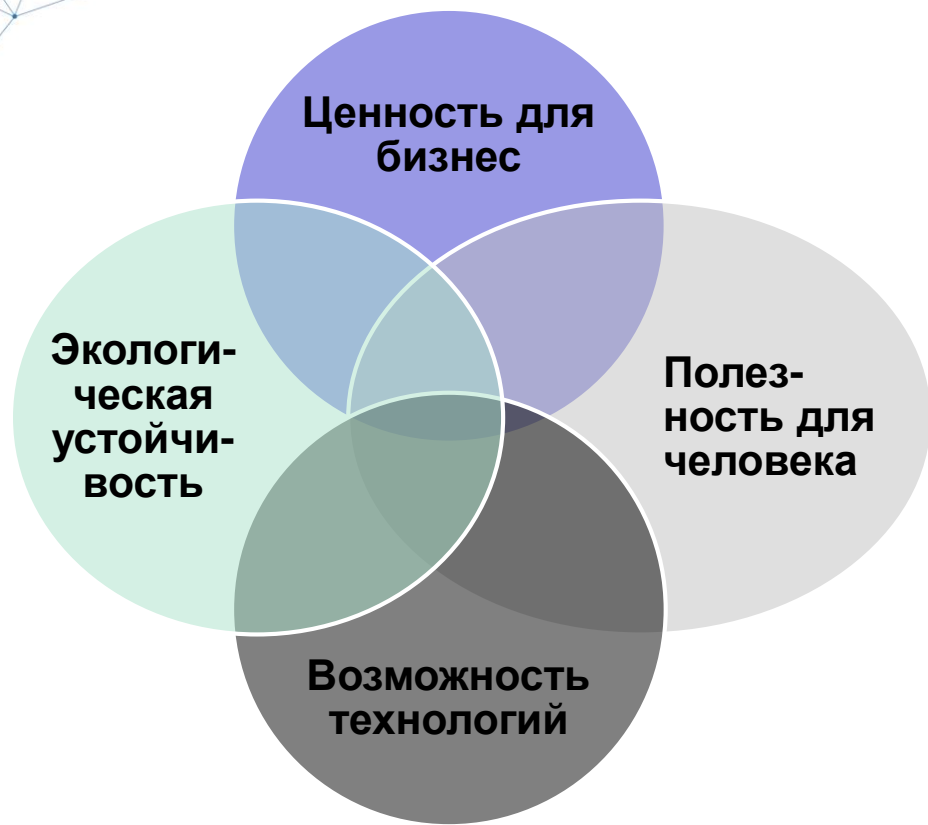 Ценность для
бизнес
Экологи-
ческая
устойчи-
вость
Полез-
ность для
человека
Возможность
технологий